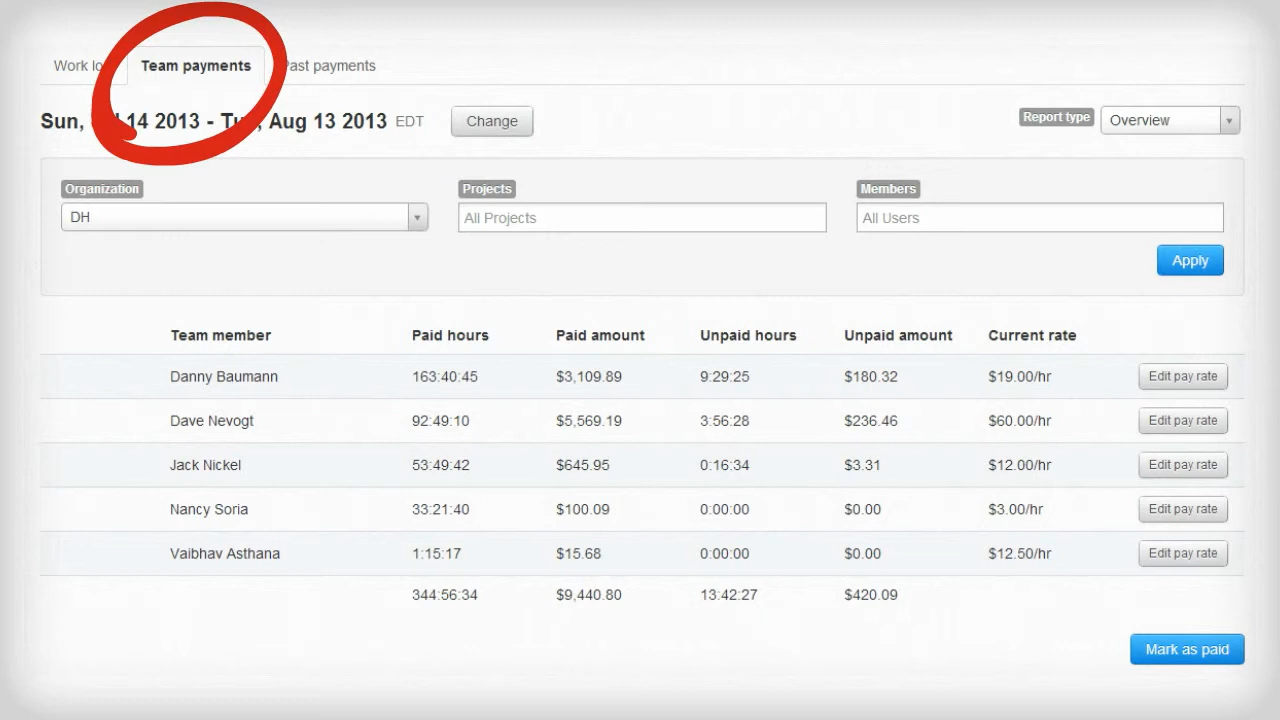 Work Team payments Past payments
Sun, 14 2013 - Tue, Aug 13 2013 EDT Change Report type Overview
Organization Projects Members
DH All Projects All Users
Apply
Team member Paid hours Paid amount Unpaid hours Unpaid amount Current rate
Danny Baumann 163:40:45 $3,109.89 9:29:25 $180.32 $19.00/hr Edit pay rate
Dave Nevogt 92:49:10 $5,569.19 3:56:28 $236.46 $60.00/hr Edit pay rate
Jack Nickel 53:49:42 $645.95 0:16:34 $3.31 $12.00/hr Edit pay rate
Nancy Soria 33:21:40 $100.09 0:00:00 $0.00 $3.00/hr Edit pay rate
Vaibhav Asthana 1:15:17 $15.68 0:00:00 $0.00 $12.50/hr Edit pay rate
344:56:34 $9,440.80 13:42:27 $420.09
Mark as paid